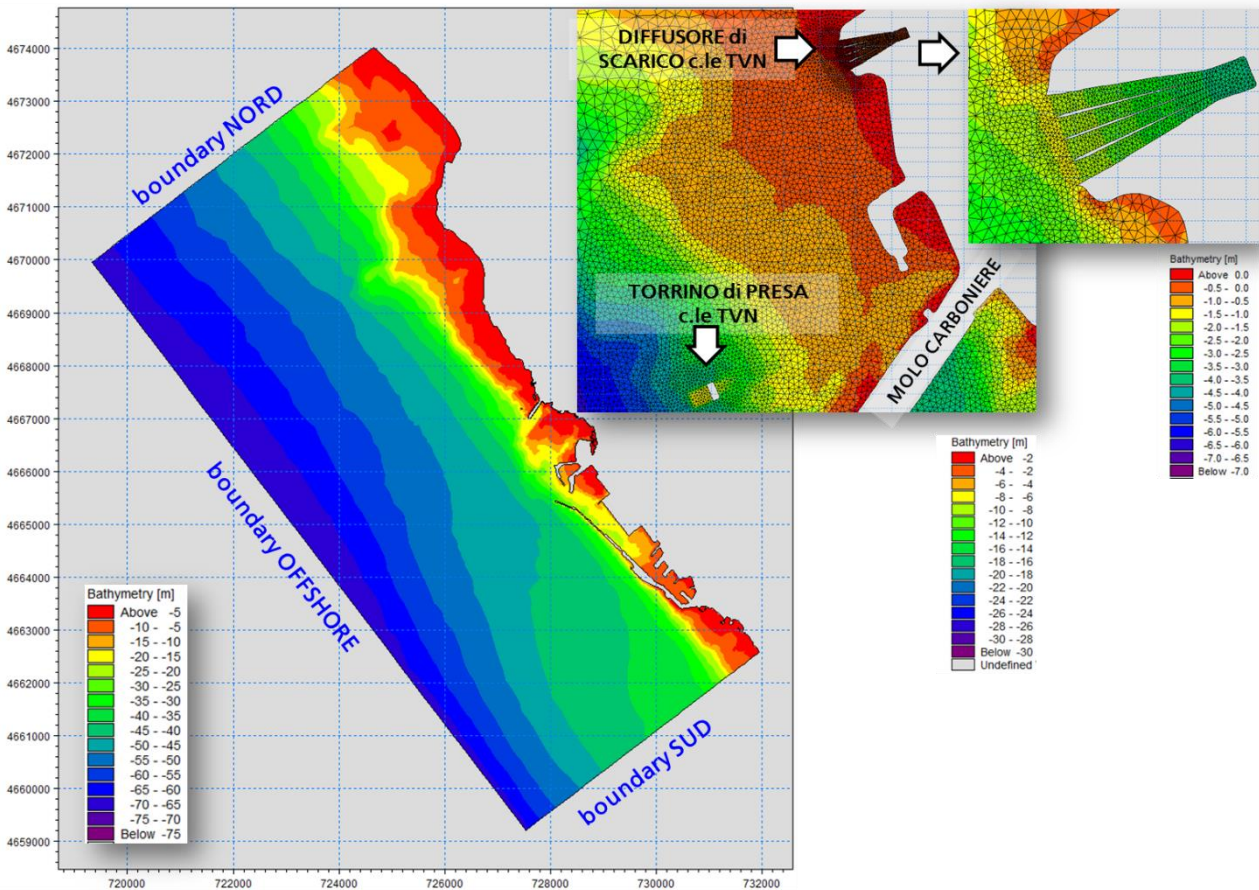 4674000
4673000
4672000
4671000
4670000
4669000
4668000
4667000
4666000
4665000
4664000
4663000
4662000
4661000
4660000
4659000
720000
722000
724000
726000
728000
730000
732000
boundary NORD
boundary OFFSHORE
boundary SUD
Bathymetry [m]
Above -5
-10 - -5
-15 - -10
-20 - -15
-25 - -20
-30 - -25
-35 - -30
-40 - -35
-45 - -40
-50 - -45
-55 - -50
-60 - -55
-65 - -60
-70 - -65
-75 - -70
Below -75
DIFFUSORE di
SCARICO c.le TVN
TORRINO di PRESA
c.le TVN
MOLO CARBONIERE
Bathymetry [m]
Above -2
-4 - -2
-6 - -4
-8 - -6
-10 - -8
-12 - -10
-14 - -12
-16 - -14
-18 - -16
-20 - -18
-22 - -20
-24 - -22
-26 - -24
-28 - -26
-30 - -28
Below -30
Undefined
Bathymetry [m]
Above 0.0
-0.5 - 0.0
-1.0 - -0.5
-1.5 - -1.0
-2.0 - -1.5
-2.5 - -2.0
-3.0 - -2.5
-3.5 - -3.0
-4.0 - -3.5
-4.5 - -4.0
-5.0 - -4.5
-5.5 - -5.0
-6.0 - -5.5
-6.5 - -6.0
-7.0 - -6.5
Below -7.0